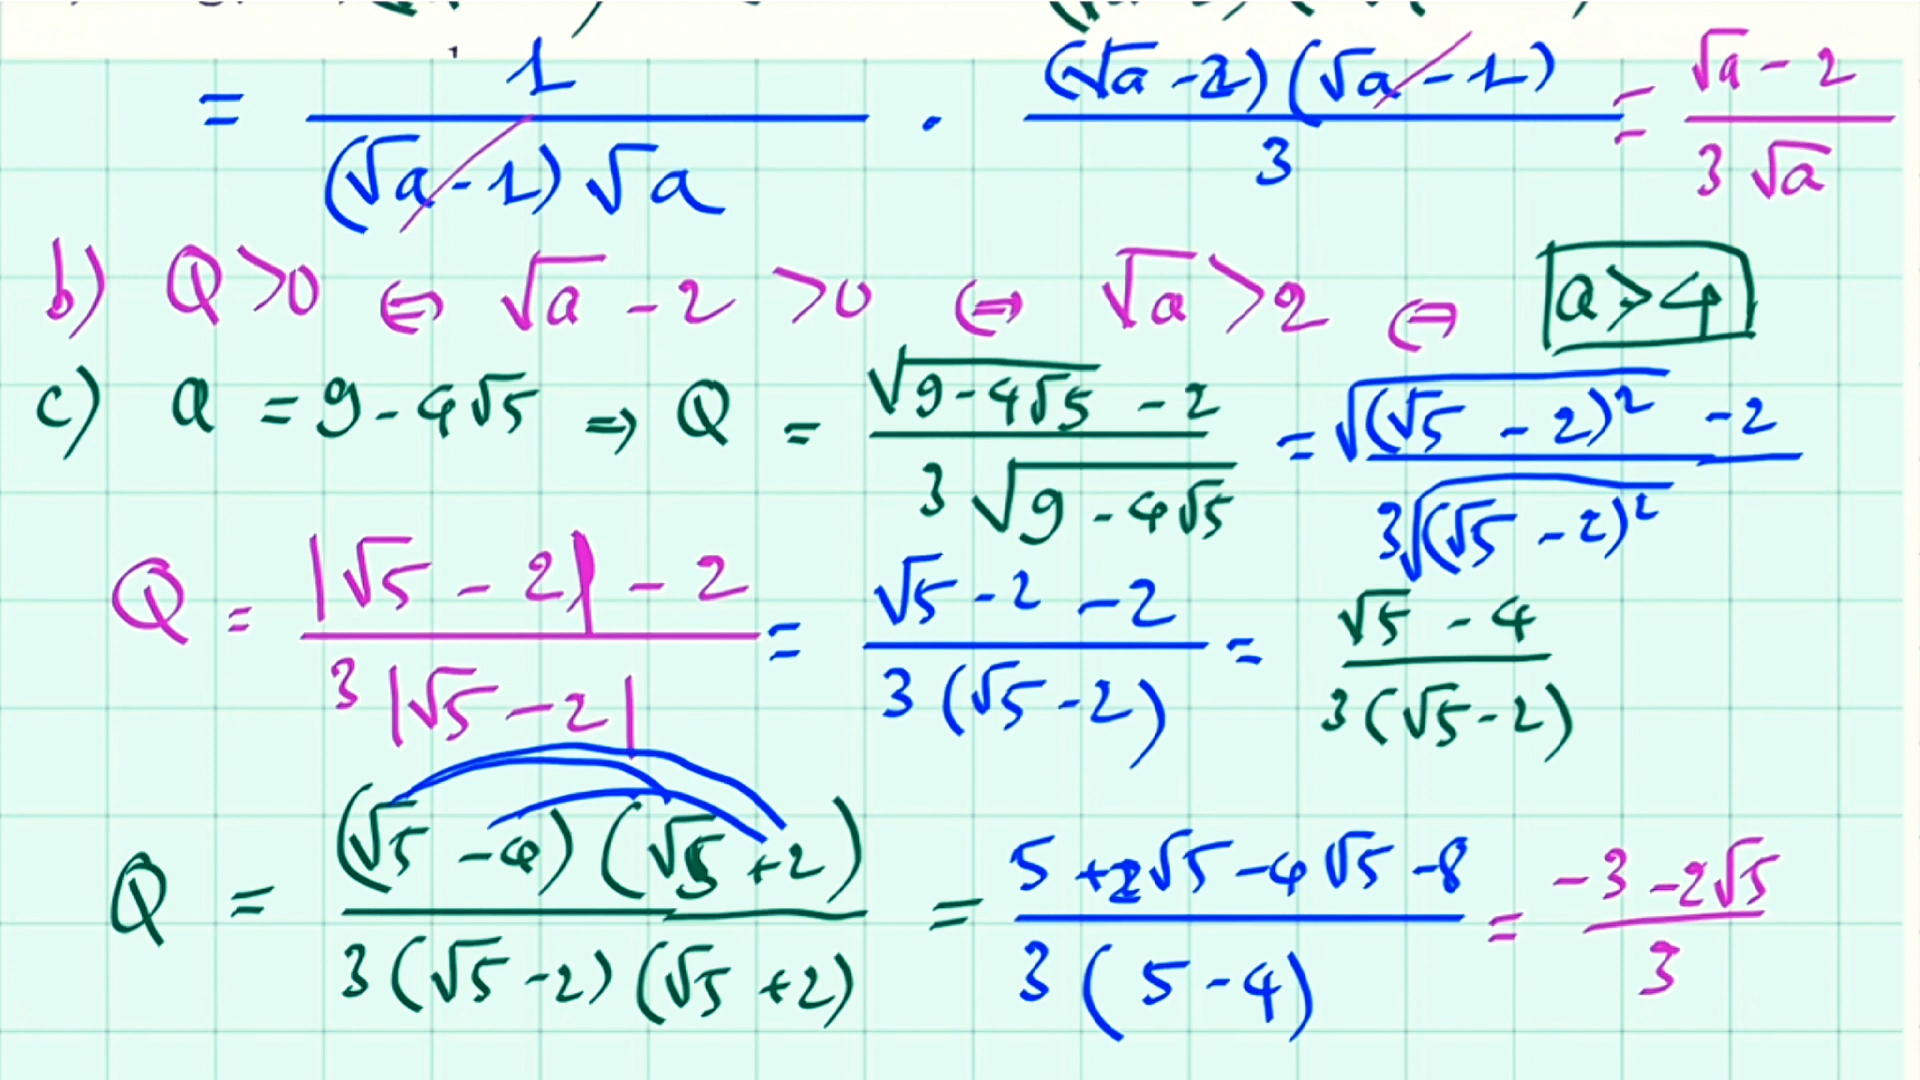 = 1/((√a - 1)√a) · ((√a - 2)(√a - 1))/3 = (√a - 2)/(3√a)
b) Q > 0 ⇔ √a - 2 > 0 ⇔ √a > 2 ⇔ a > 4
c) a = 9 - 4√5 ⇒ Q = (√(9 - 4√5) - 2)/(3√(9 - 4√5)) = (√((√5 - 2)²) - 2)/(3√((√5 - 2)²))
Q = (|√5 - 2| - 2)/(3|√5 - 2|) = (√5 - 2 - 2)/(3(√5 - 2)) = (√5 - 4)/(3(√5 - 2))
Q = ((√5 - 4)(√5 + 2))/(3(√5 - 2)(√5 + 2)) = (5 + 2√5 - 4√5 - 8)/(3(5 - 4)) = (-3 - 2√5)/3